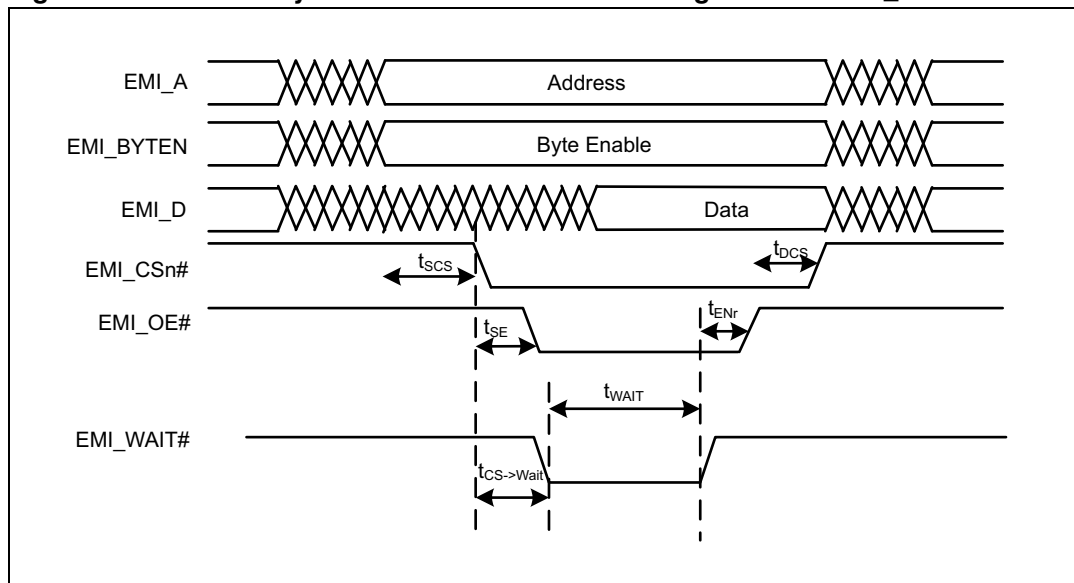 EMI_A
Address
EMI_BYTEN
Byte Enable
EMI_D
Data
EMI_CSn#
tSCS
tDCS
EMI_OE#
tSE
tENr
tWAIT
EMI_WAIT#
tCS->Wait